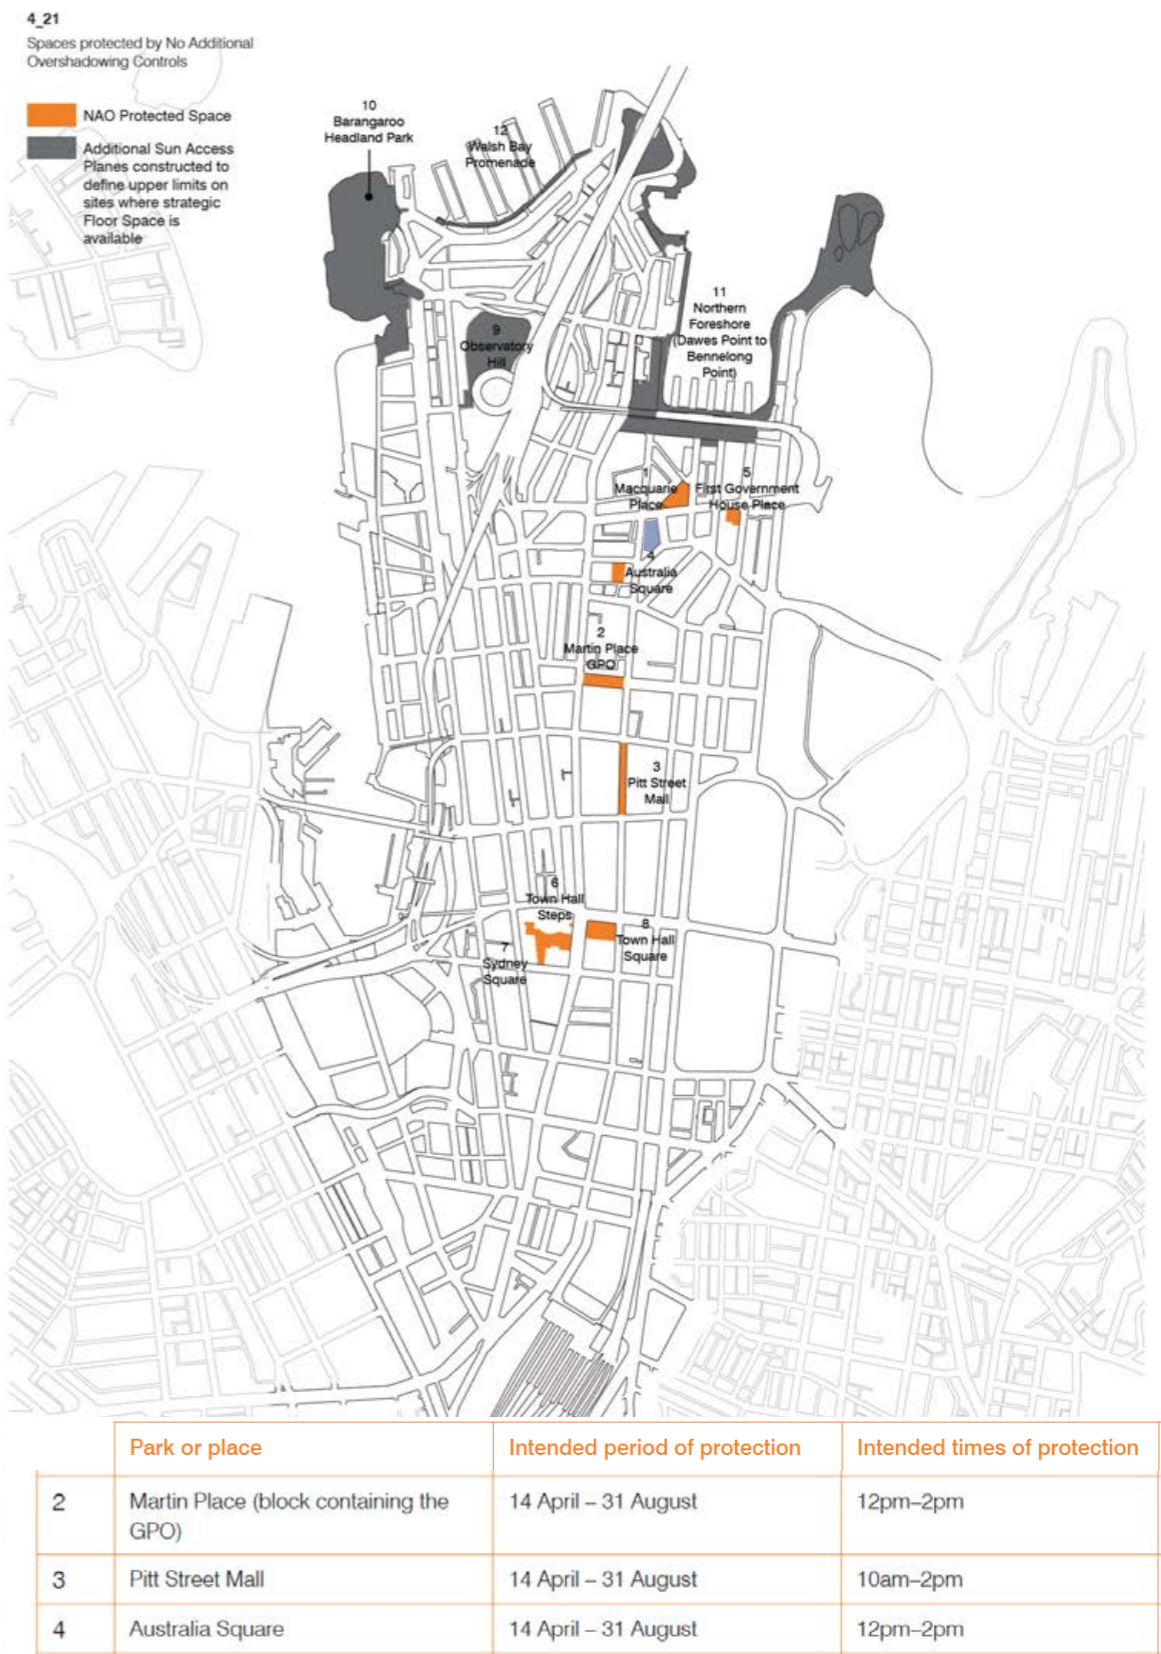 4_21
Spaces protected by No Additional
Overshadowing Controls
NAO Protected Space
Additional Sun Access
Planes constructed to
define upper limits on
sites where strategic
Floor Space is
available
10
Barangaroo
Headland Park
12
Walsh Bay
Promenade
9
Observatory
Hill
11
Northern
Foreshore
(Dawes Point to
Bennelong
Point)
1
Macquarie
Place
5
First Government
House Place
4
Australia
Square
2
Martin Place
GPO
3
Pitt Street
Mall
6
Town Hall
Steps
7
Sydney
Square
8
Town Hall
Square
Park or place Intended period of protection Intended times of protection
2 Martin Place (block containing the 14 April – 31 August 12pm–2pm
GPO)
3 Pitt Street Mall 14 April – 31 August 10am–2pm
4 Australia Square 14 April – 31 August 12pm–2pm